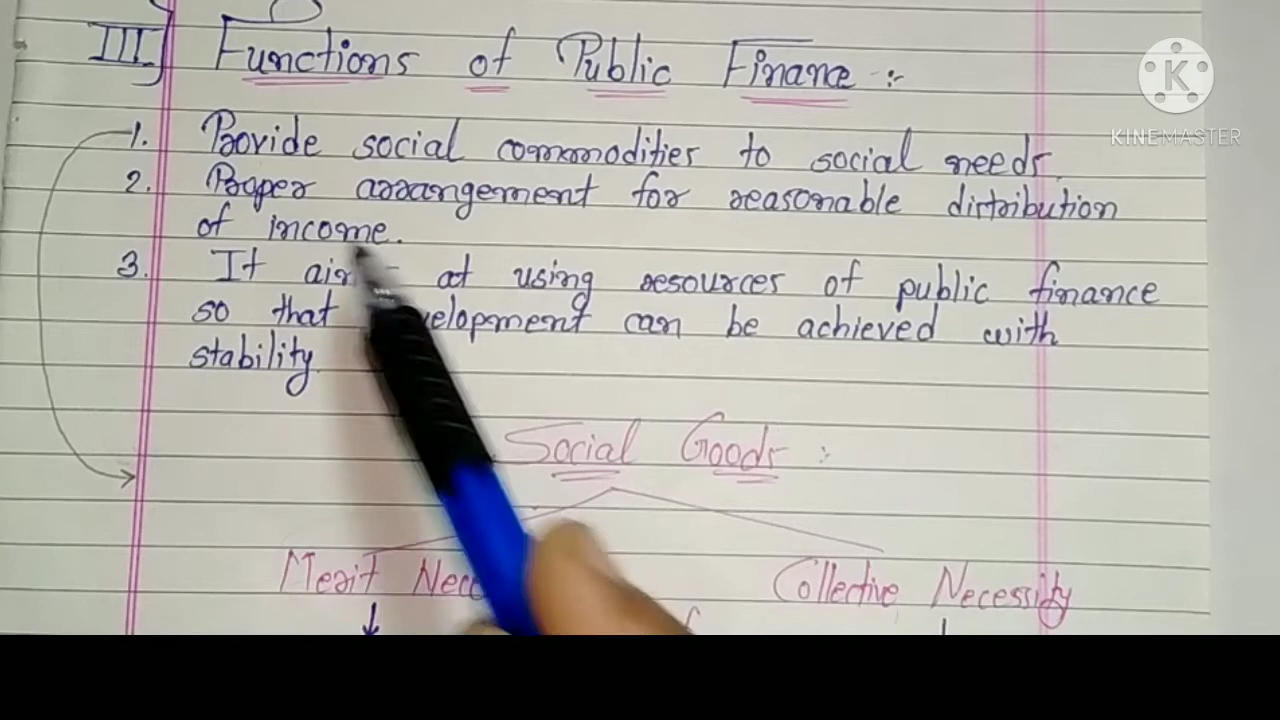 III) Functions of Public Finance :-
KINEMASTER
1. Provide social commodities to social needs.
2. Proper arrangement for reasonable distribution
of income.
3. It at using resources of public finance
so that can be achieved with
stability.
Social Goods :
Merit Collective Necessity